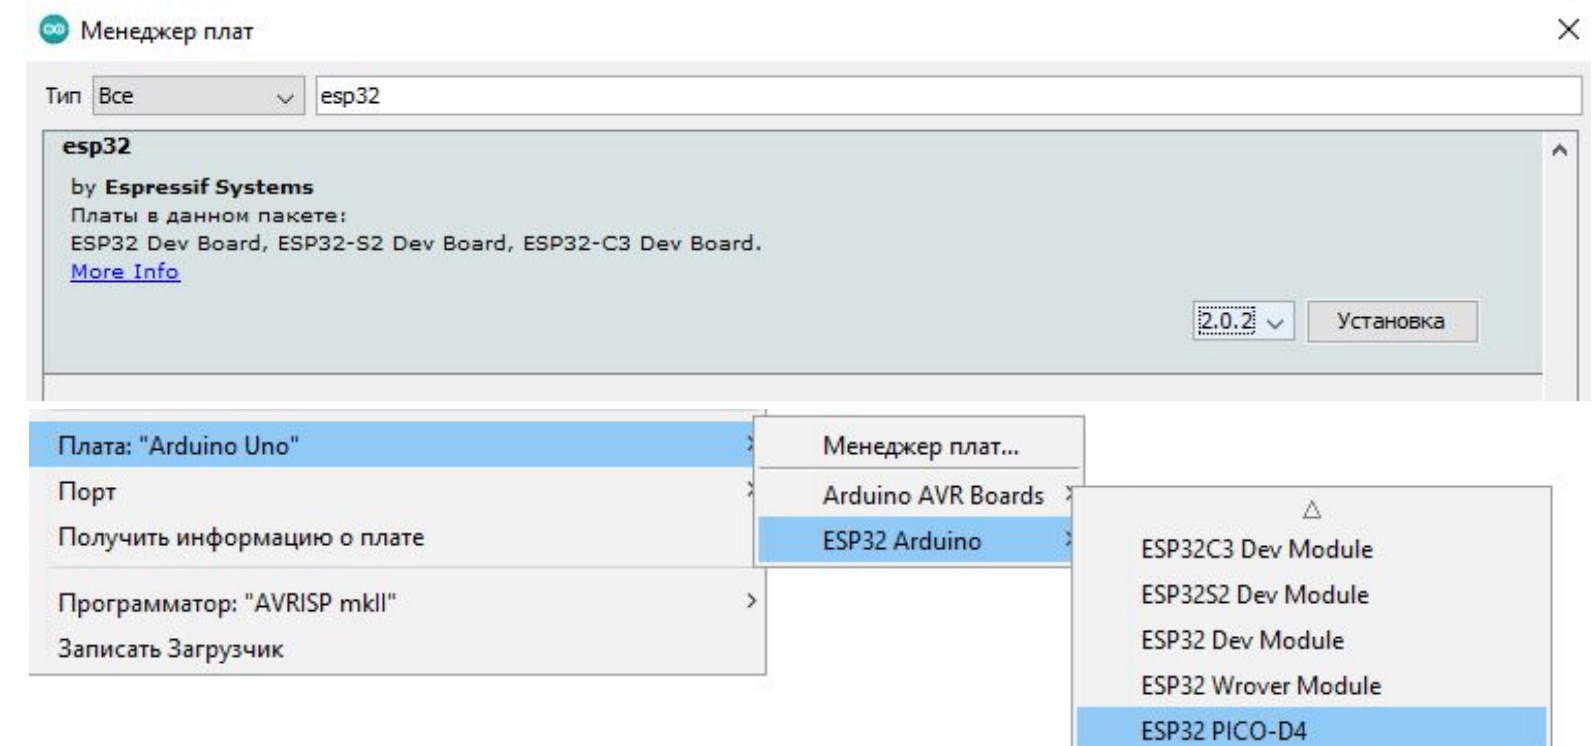 Менеджер плат
Тип Все esp32
esp32
by Espressif Systems
Платы в данном пакете:
ESP32 Dev Board, ESP32-S2 Dev Board, ESP32-C3 Dev Board.
More Info
2.0.2 Установка
Плата: "Arduino Uno"
Порт
Получить информацию о плате
Программатор: "AVRISP mkII"
Записать Загрузчик
Менеджер плат...
Arduino AVR Boards
ESP32 Arduino
ESP32C3 Dev Module
ESP32S2 Dev Module
ESP32 Dev Module
ESP32 Wrover Module
ESP32 PICO-D4